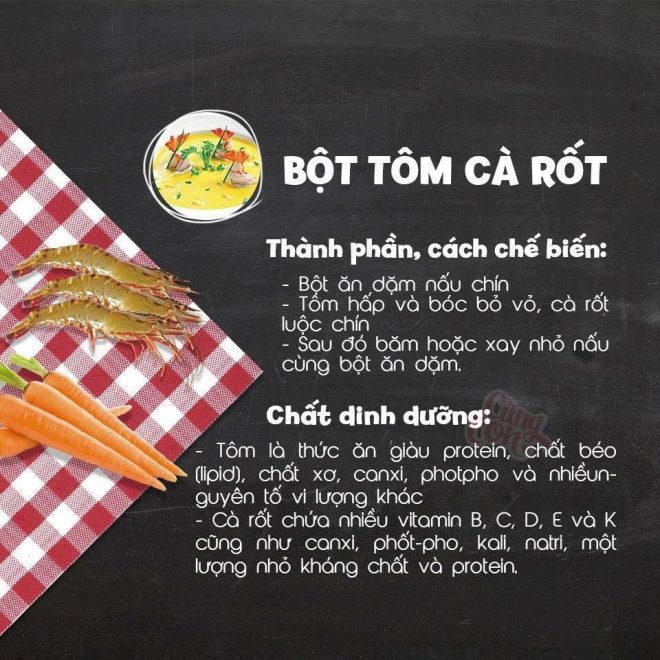 BỘT TÔM CÀ RỐT
Thành phần, cách chế biến:
- Bột ăn dặm nấu chín
- Tôm hấp và bóc bỏ vỏ, cà rốt
luộc chín
- Sau đó băm hoặc xay nhỏ nấu
cùng bột ăn dặm.
Chất dinh dưỡng:
- Tôm là thức ăn giàu protein, chất béo
(lipid), chất xơ, canxi, photpho và nhiều n-
guyên tố vi lượng khác
- Cà rốt chứa nhiều vitamin B, C, D, E và K
cũng như canxi, phốt-pho, kali, natri, một
lượng nhỏ kháng chất và protein.